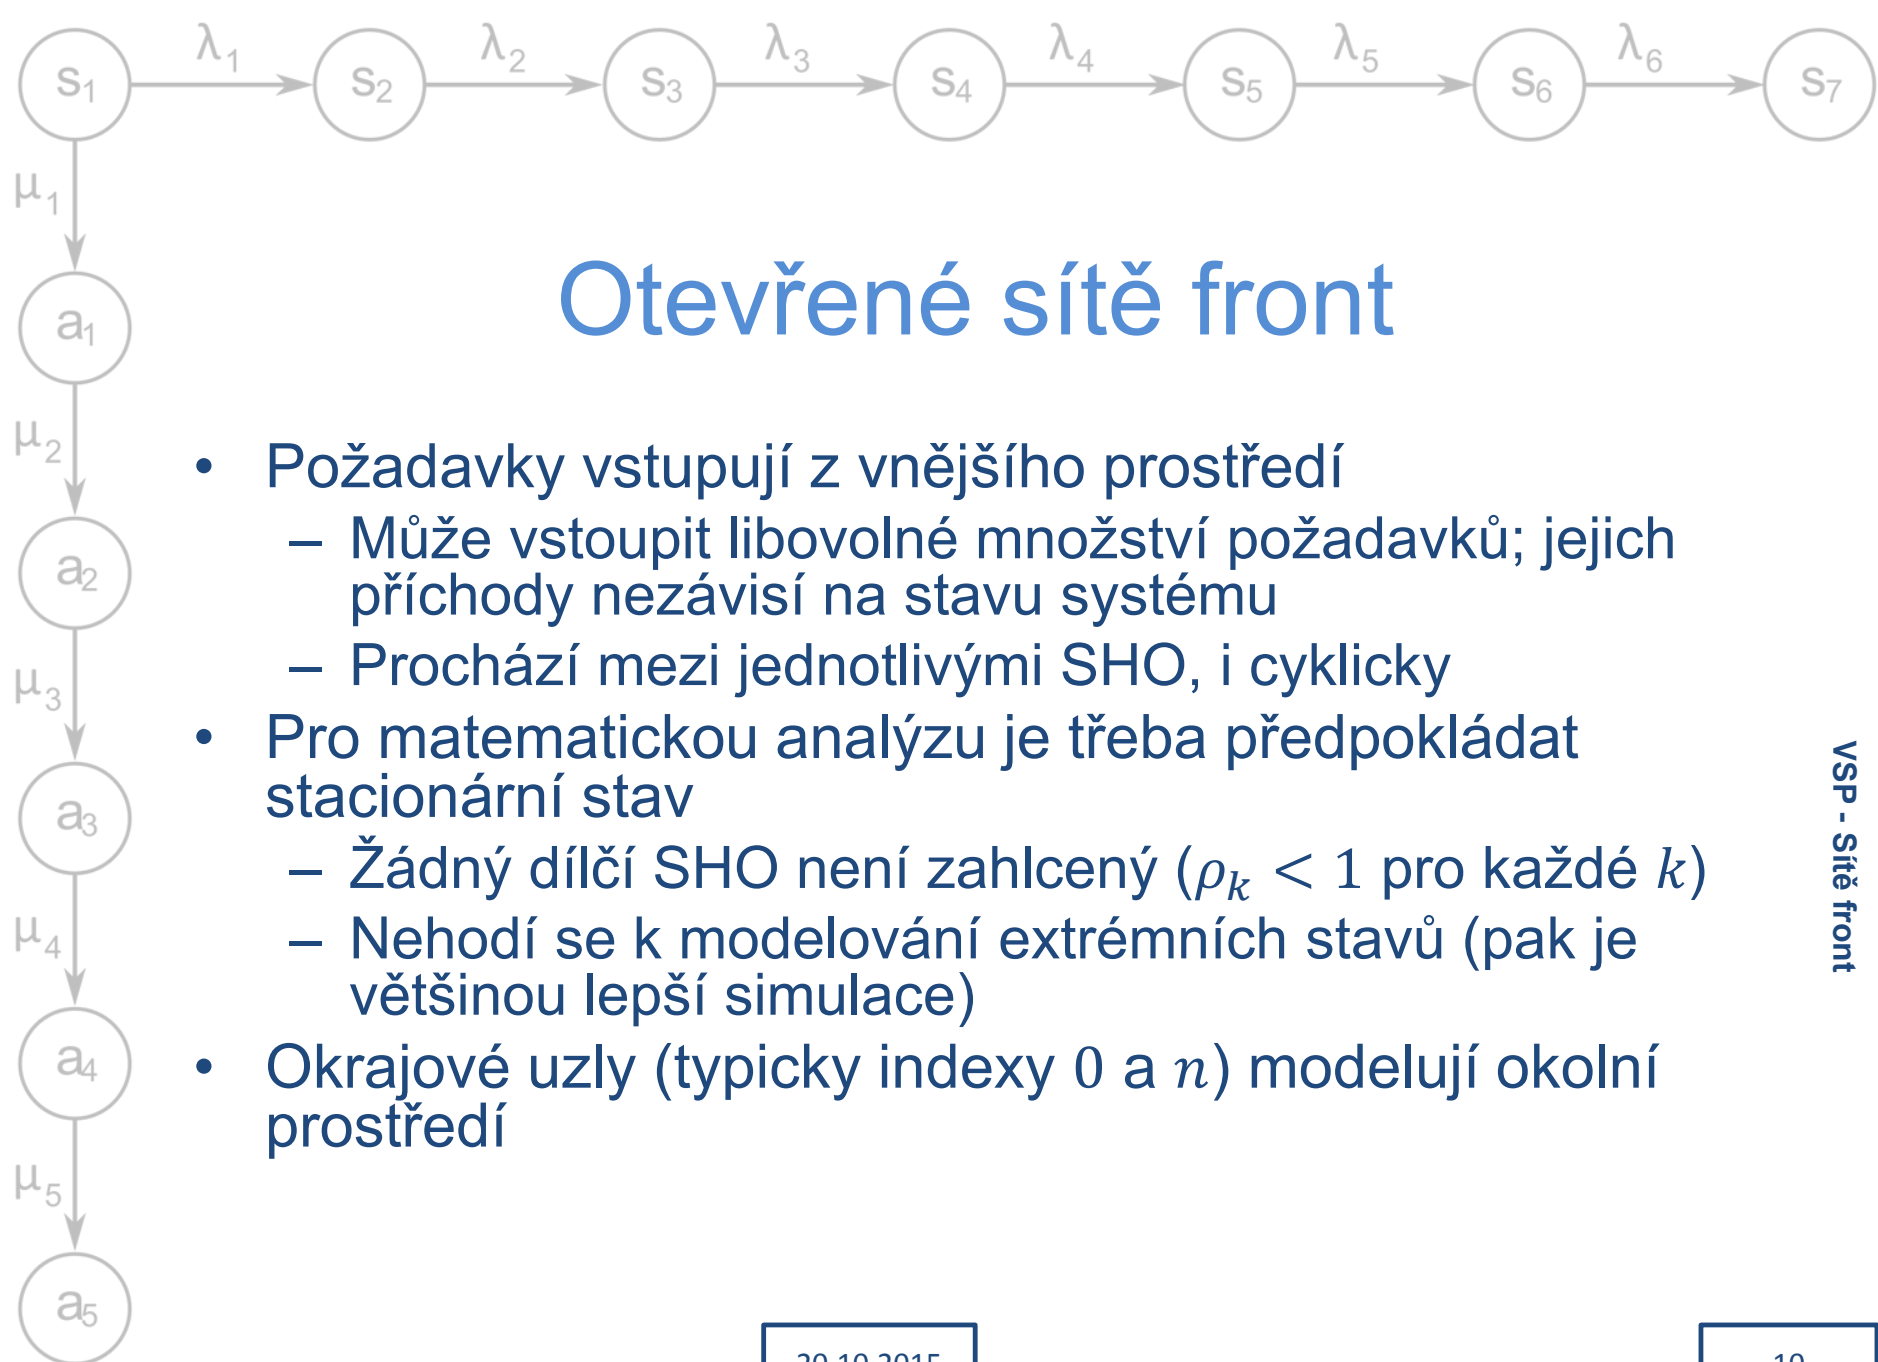 s1 λ1 s2 λ2 s3 λ3 s4 λ4 s5 λ5 s6 λ6 s7
μ1
a1
μ2
a2
μ3
a3
μ4
a4
μ5
a5
Otevřené sítě front
• Požadavky vstupují z vnějšího prostředí
– Může vstoupit libovolné množství požadavků; jejich
příchody nezávisí na stavu systému
– Prochází mezi jednotlivými SHO, i cyklicky
• Pro matematickou analýzu je třeba předpokládat
stacionární stav
– Žádný dílčí SHO není zahlcený (ρk < 1 pro každé k)
– Nehodí se k modelování extrémních stavů (pak je
většinou lepší simulace)
• Okrajové uzly (typicky indexy 0 a n) modelují okolní
prostředí
VSP - Sítě front